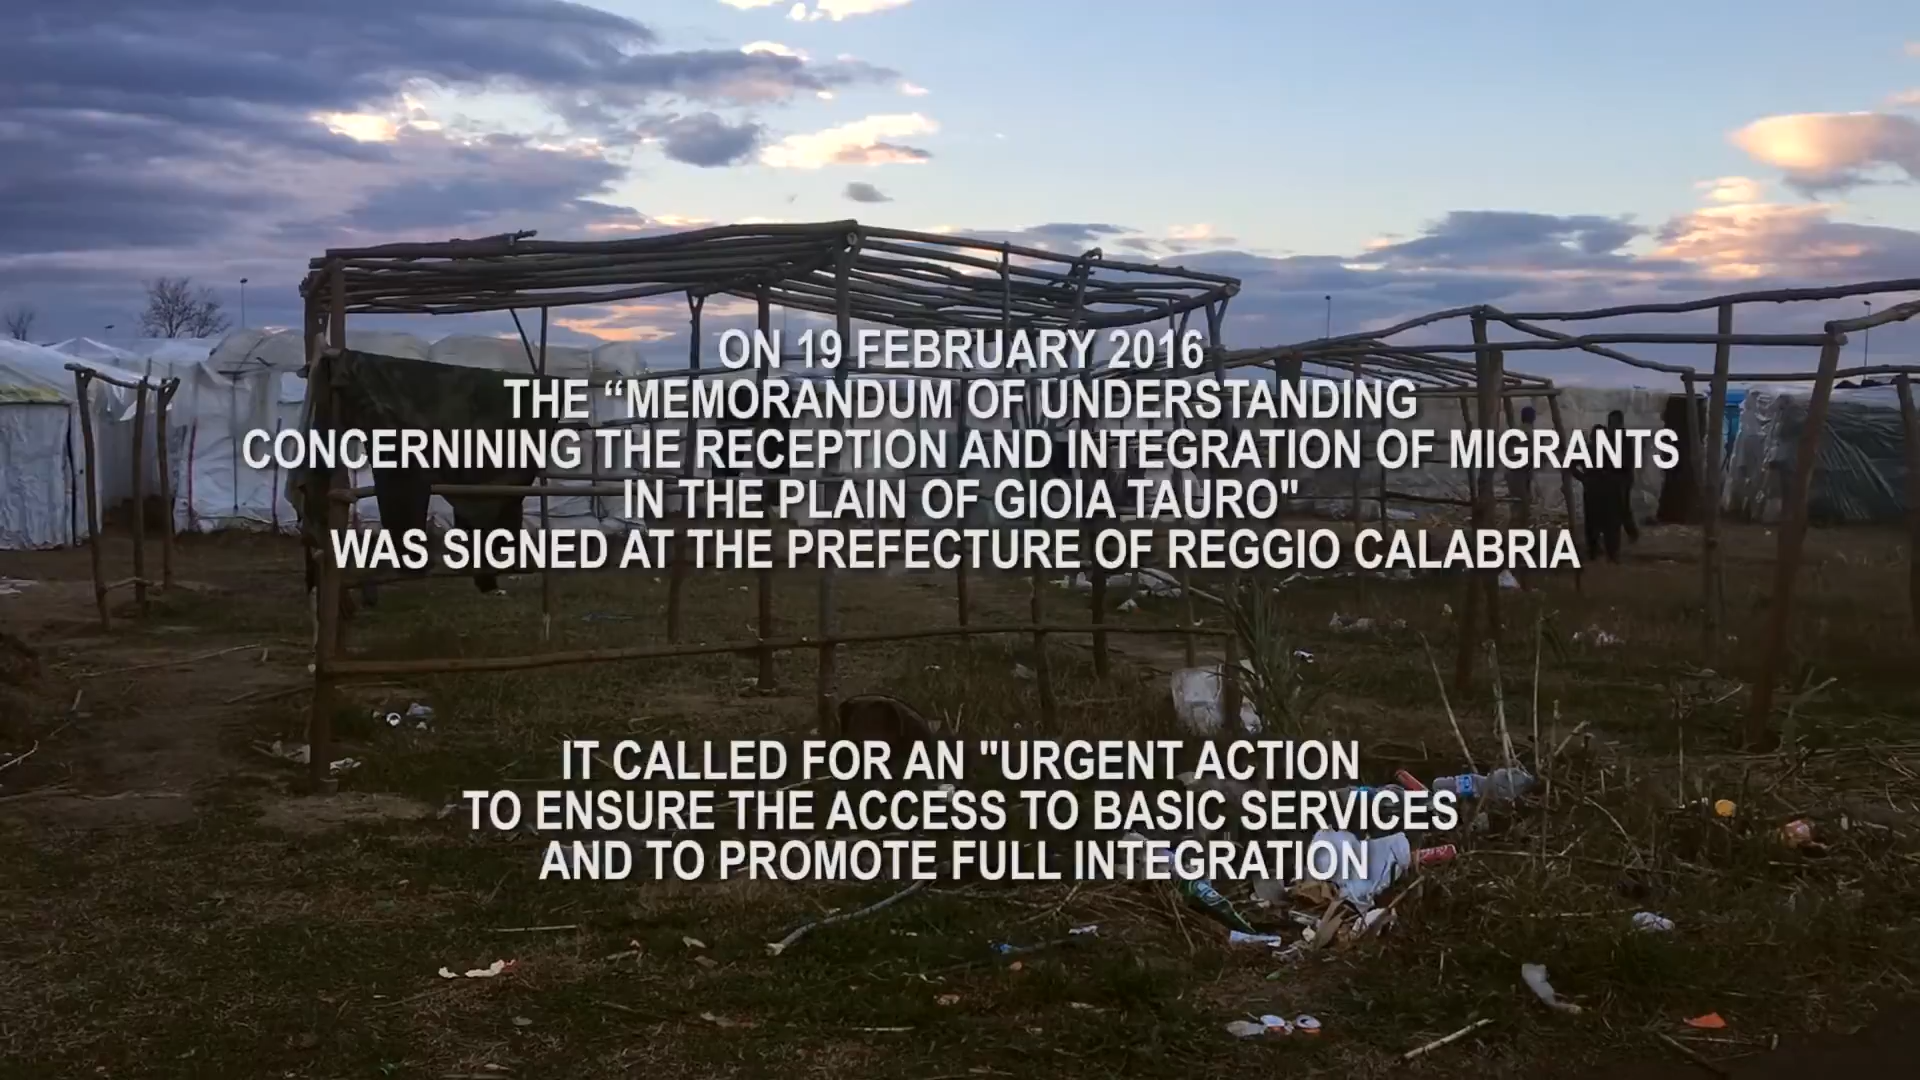 ON 19 FEBRUARY 2016
THE “MEMORANDUM OF UNDERSTANDING
CONCERNINING THE RECEPTION AND INTEGRATION OF MIGRANTS
IN THE PLAIN OF GIOIA TAURO"
WAS SIGNED AT THE PREFECTURE OF REGGIO CALABRIA
IT CALLED FOR AN "URGENT ACTION
TO ENSURE THE ACCESS TO BASIC SERVICES
AND TO PROMOTE FULL INTEGRATION